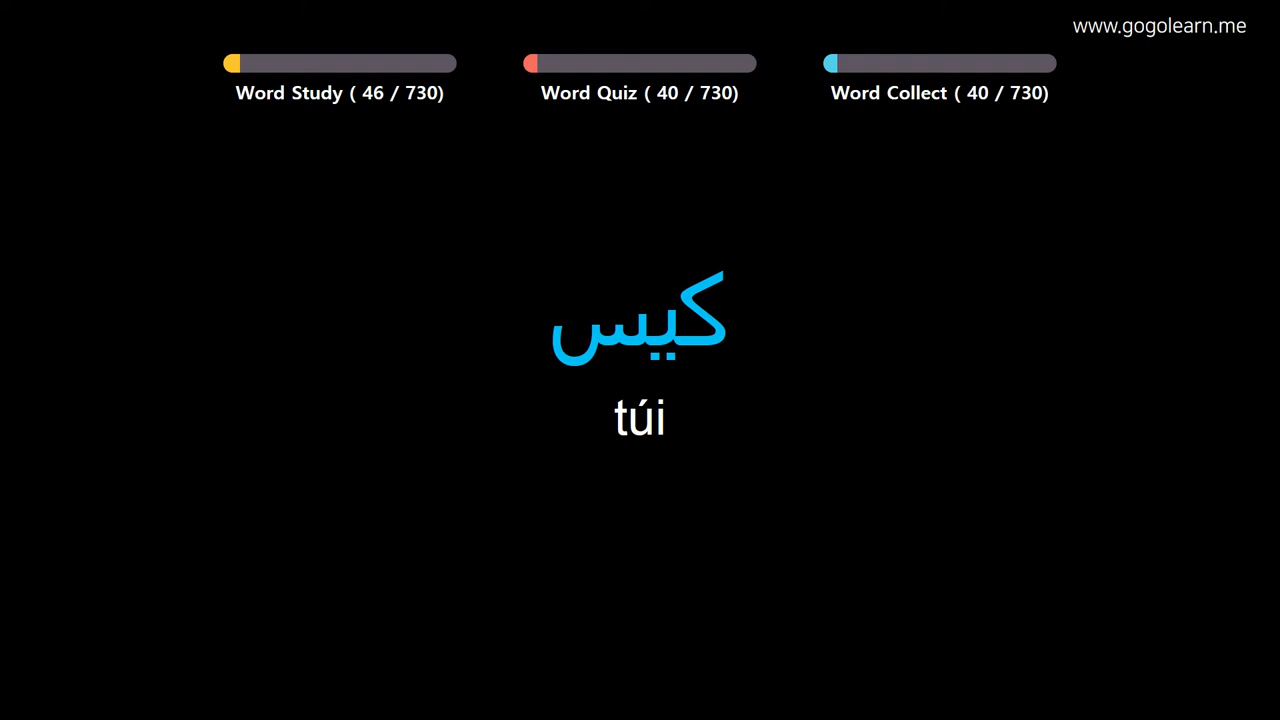 www.gogolearn.me
Word Study ( 46 / 730)
Word Quiz ( 40 / 730)
Word Collect ( 40 / 730)
كيس
túi